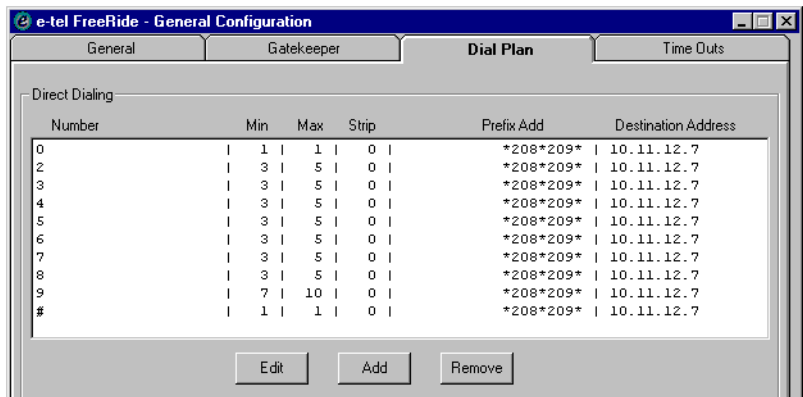 e-tel FreeRide - General Configuration
General Gatekeeper Dial Plan Time Outs
Direct Dialing
Number Min Max Strip Prefix Add Destination Address
0 | 1 | 1 | 0 | *208*209* | 10.11.12.7
2 | 3 | 5 | 0 | *208*209* | 10.11.12.7
3 | 3 | 5 | 0 | *208*209* | 10.11.12.7
4 | 3 | 5 | 0 | *208*209* | 10.11.12.7
5 | 3 | 5 | 0 | *208*209* | 10.11.12.7
6 | 3 | 5 | 0 | *208*209* | 10.11.12.7
7 | 3 | 5 | 0 | *208*209* | 10.11.12.7
8 | 3 | 5 | 0 | *208*209* | 10.11.12.7
9 | 7 | 10 | 0 | *208*209* | 10.11.12.7
# | 1 | 1 | 0 | *208*209* | 10.11.12.7
Edit Add Remove